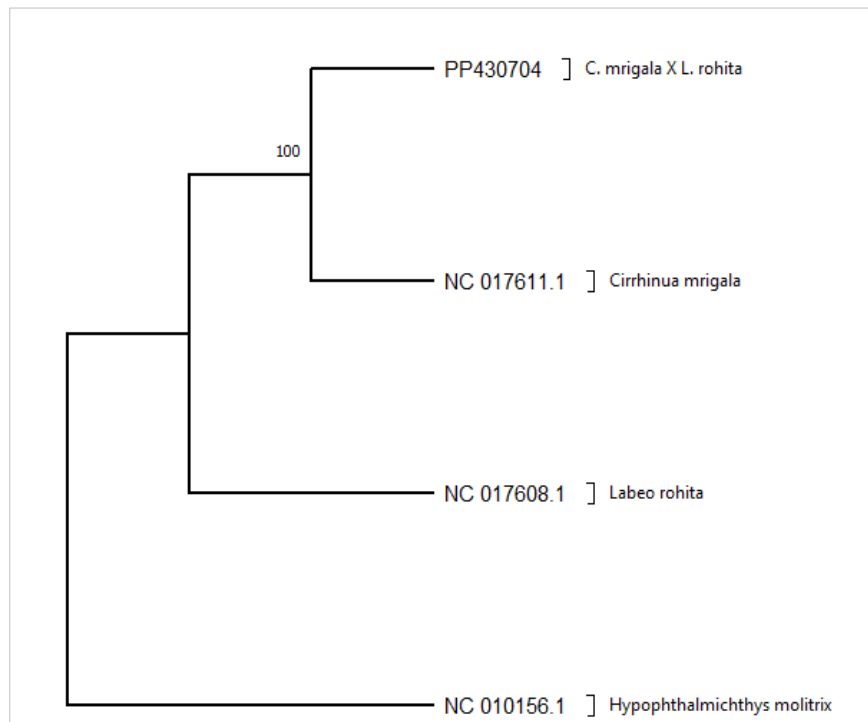 PP430704 ] C. mrigala X L. rohita
100
NC 017611.1 ] Cirrhinua mrigala
NC 017608.1 ] Labeo rohita
NC 010156.1 ] Hypophthalmichthys molitrix